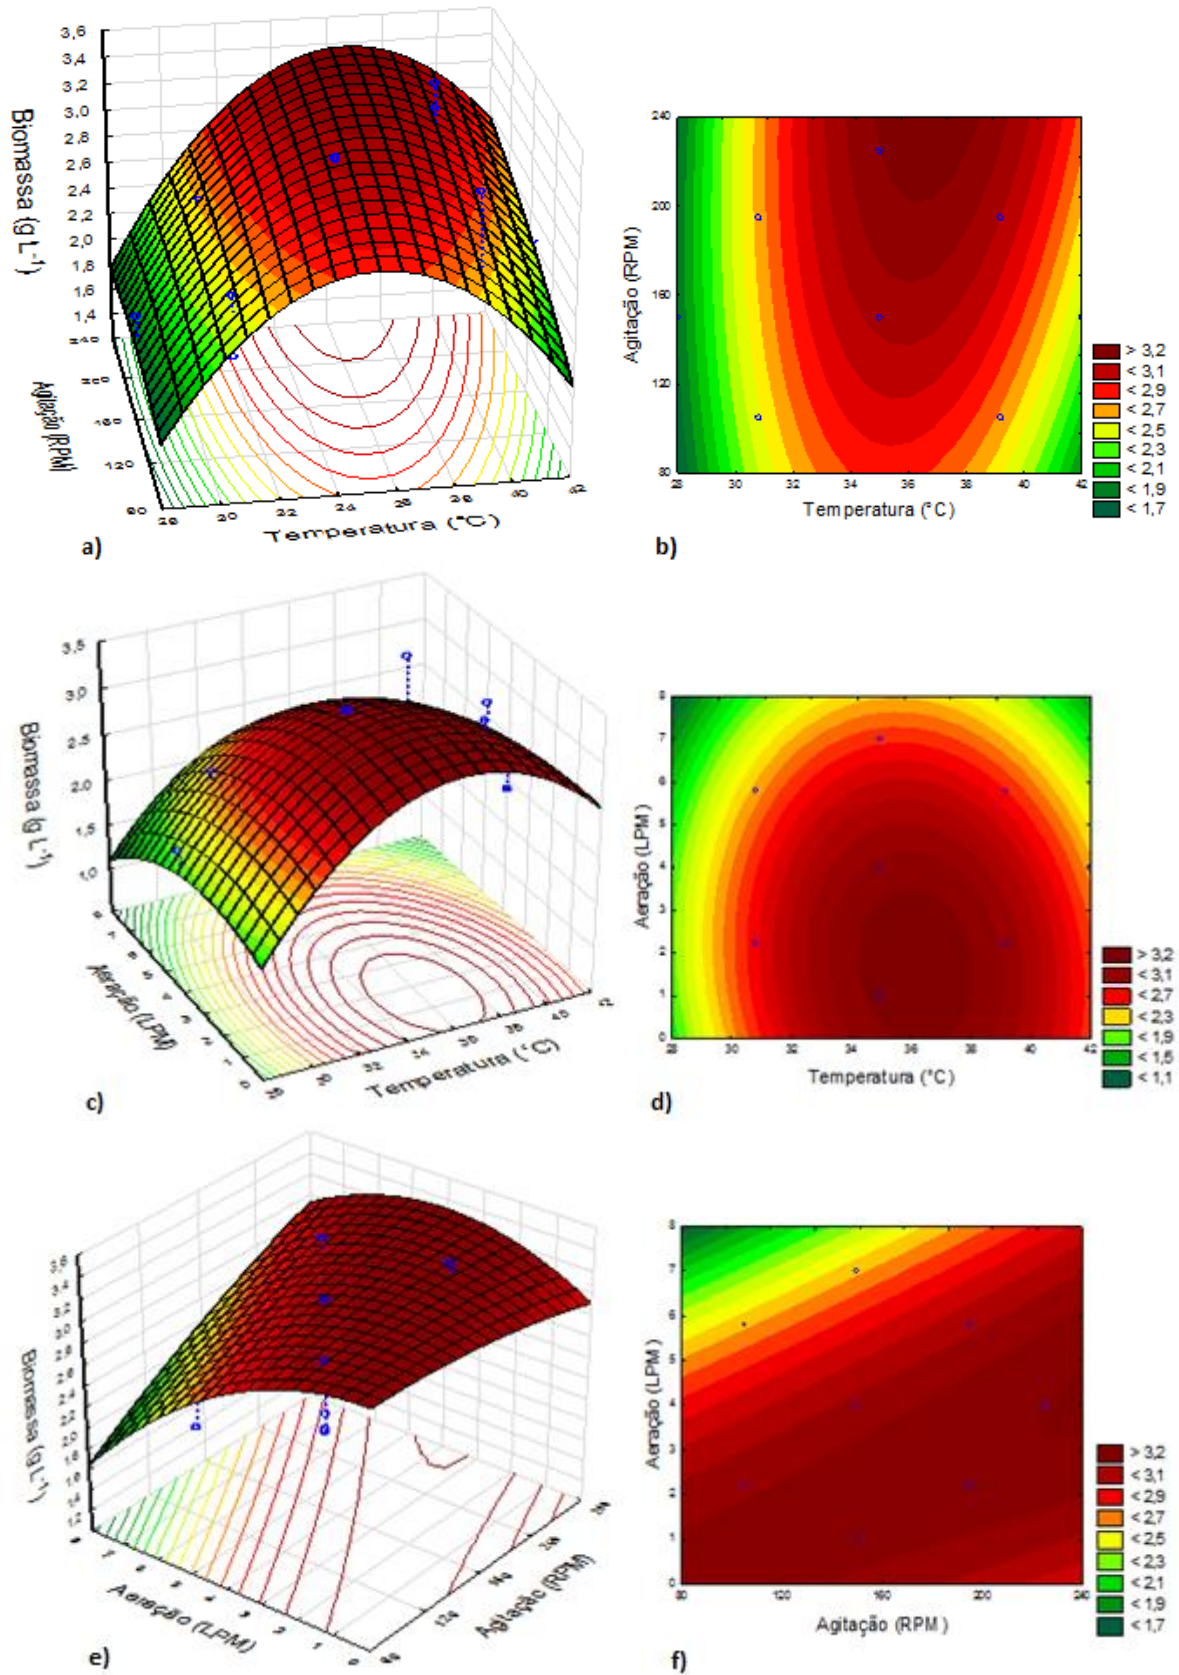 3,6
3,4
3,2
3,0
2,8
2,6
2,4
2,2
2,0
1,8
1,6
1,4
Biomassa (g L⁻¹)
Agitação (RPM)
Temperatura (°C)
a)
240
200
160
120
80
28 30 32 34 36 38 40 42
Agitação (RPM)
Temperatura (°C)
> 3,2
< 3,1
< 2,9
< 2,7
< 2,5
< 2,3
< 2,1
< 1,9
< 1,7
b)
3,5
3,0
2,5
2,0
1,5
1,0
Biomassa (g L⁻¹)
Aeração (LPM)
Temperatura (°C)
c)
8
7
6
5
4
3
2
1
0
28 30 32 34 36 38 40 42
Aeração (LPM)
Temperatura (°C)
> 3,2
< 3,1
< 2,7
< 2,3
< 1,9
< 1,5
< 1,1
d)
Biomassa (g L⁻¹)
Aeração (LPM)
Agitação (RPM)
e)
8
7
6
5
4
3
2
1
0
80 120 160 200 240
Aeração (LPM)
Agitação (RPM)
> 3,2
< 3,1
< 2,9
< 2,7
< 2,5
< 2,3
< 2,1
< 1,9
< 1,7
f)